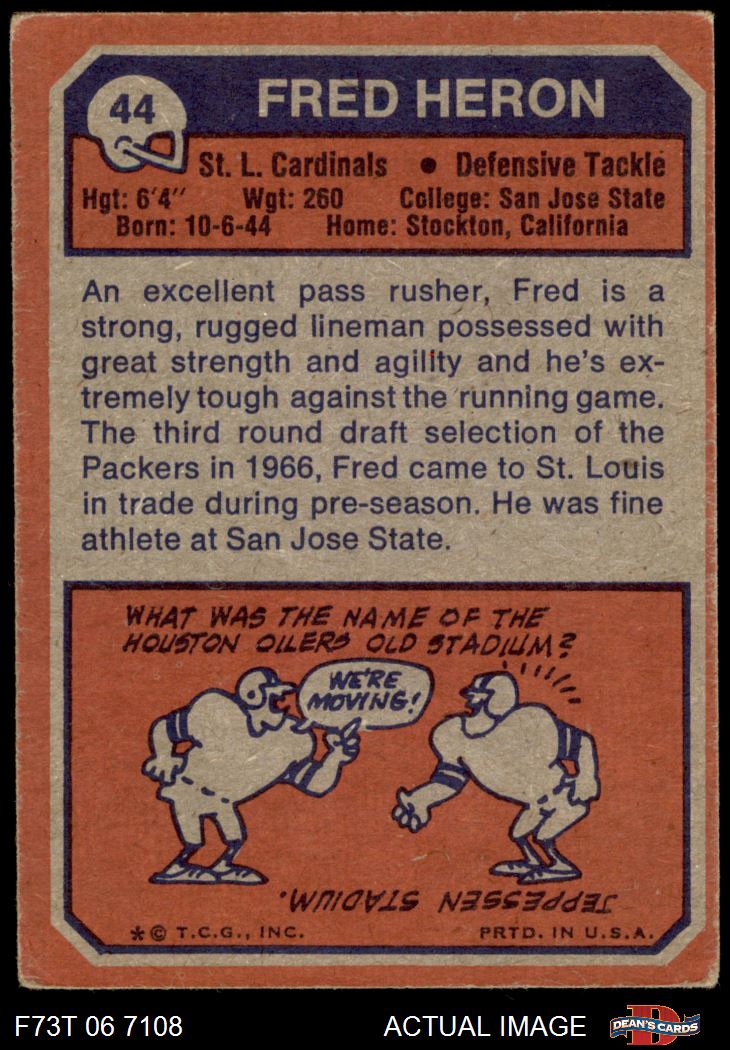 44
FRED HERON
St. L. Cardinals • Defensive Tackle
Hgt: 6'4" Wgt: 260 College: San Jose State
Born: 10-6-44 Home: Stockton, California
An excellent pass rusher, Fred is a
strong, rugged lineman possessed with
great strength and agility and he's ex-
tremely tough against the running game.
The third round draft selection of the
Packers in 1966, Fred came to St. Louis
in trade during pre-season. He was fine
athlete at San Jose State.
WHAT WAS THE NAME OF THE
HOUSTON OILERS OLD STADIUM?
WE'RE
MOVING!
JEPPESSEN STADIUM.
*© T.C.G., INC. PRTD. IN U.S.A.
F73T 06 7108 ACTUAL IMAGE
D
DEAN'S CARDS